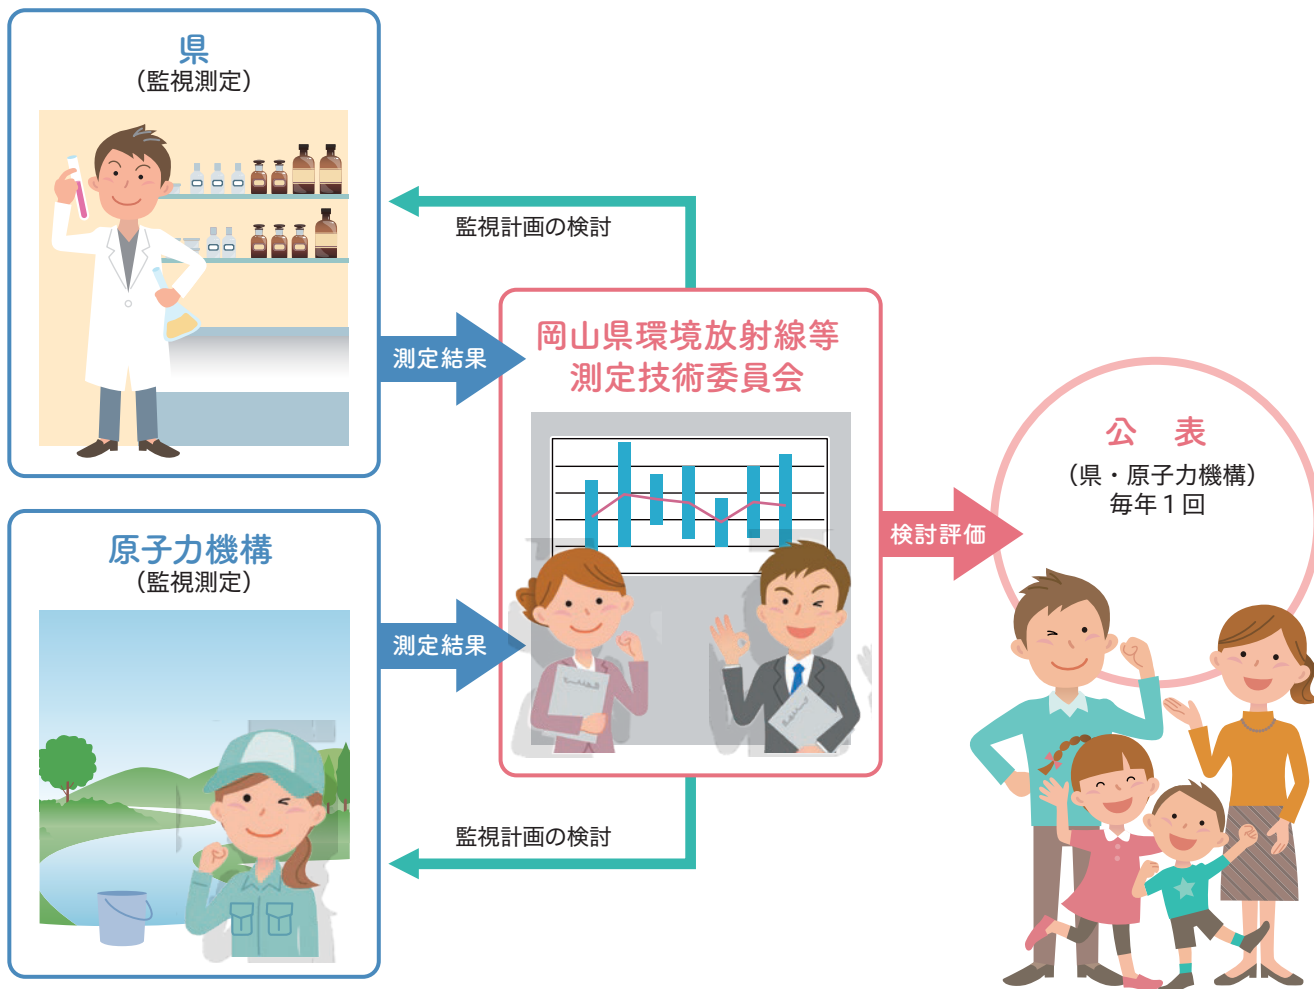 県
（監視測定）
監視計画の検討
測定結果
岡山県環境放射線等
測定技術委員会
公　表
（県・原子力機構）
毎年１回
検討評価
原子力機構
（監視測定）
測定結果
監視計画の検討